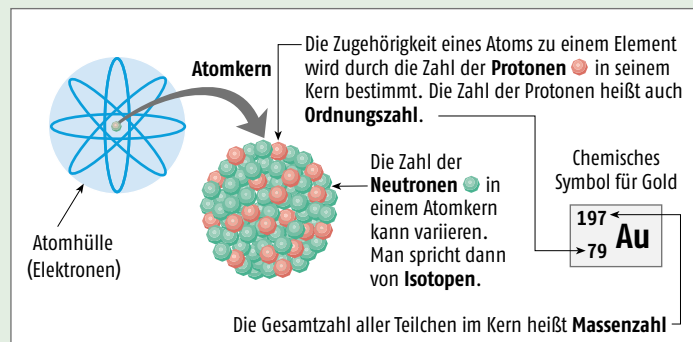 Die Zugehörigkeit eines Atoms zu einem Element
wird durch die Zahl der Protonen in seinem
Kern bestimmt. Die Zahl der Protonen heißt auch
Ordnungszahl.
Atomkern
Die Zahl der
Neutronen in
einem Atomkern
kann variieren.
Man spricht dann
von Isotopen.
Chemisches
Symbol für Gold
197
79
Au
Atomhülle
(Elektronen)
Die Gesamtzahl aller Teilchen im Kern heißt Massenzahl